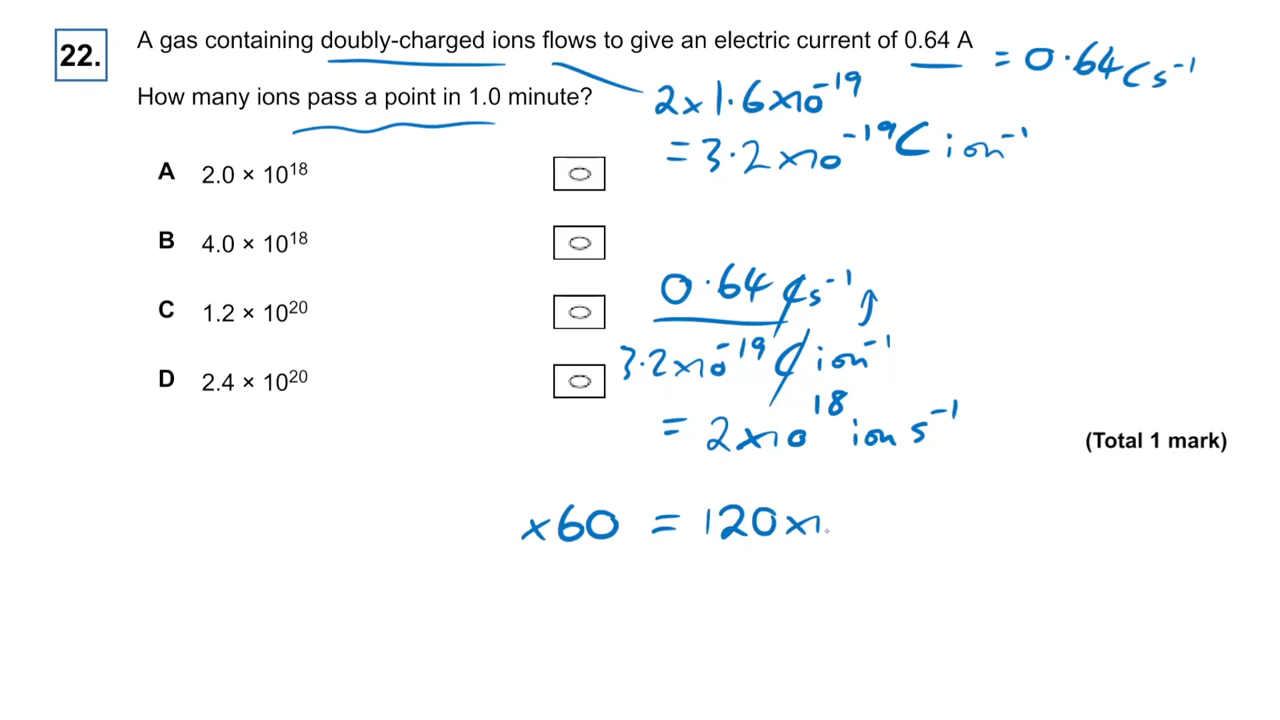 22.
A gas containing doubly-charged ions flows to give an electric current of 0.64 A
= 0.64 C s⁻¹
How many ions pass a point in 1.0 minute?
2 × 1.6 × 10⁻¹⁹
= 3.2 × 10⁻¹⁹ C ion⁻¹
A 2.0 × 10¹⁸
B 4.0 × 10¹⁸
C 1.2 × 10²⁰
D 2.4 × 10²⁰
0.64 C s⁻¹
3.2 × 10⁻¹⁹ C ion⁻¹
= 2 × 10¹⁸ ion s⁻¹
(Total 1 mark)
× 60 = 120 × 1